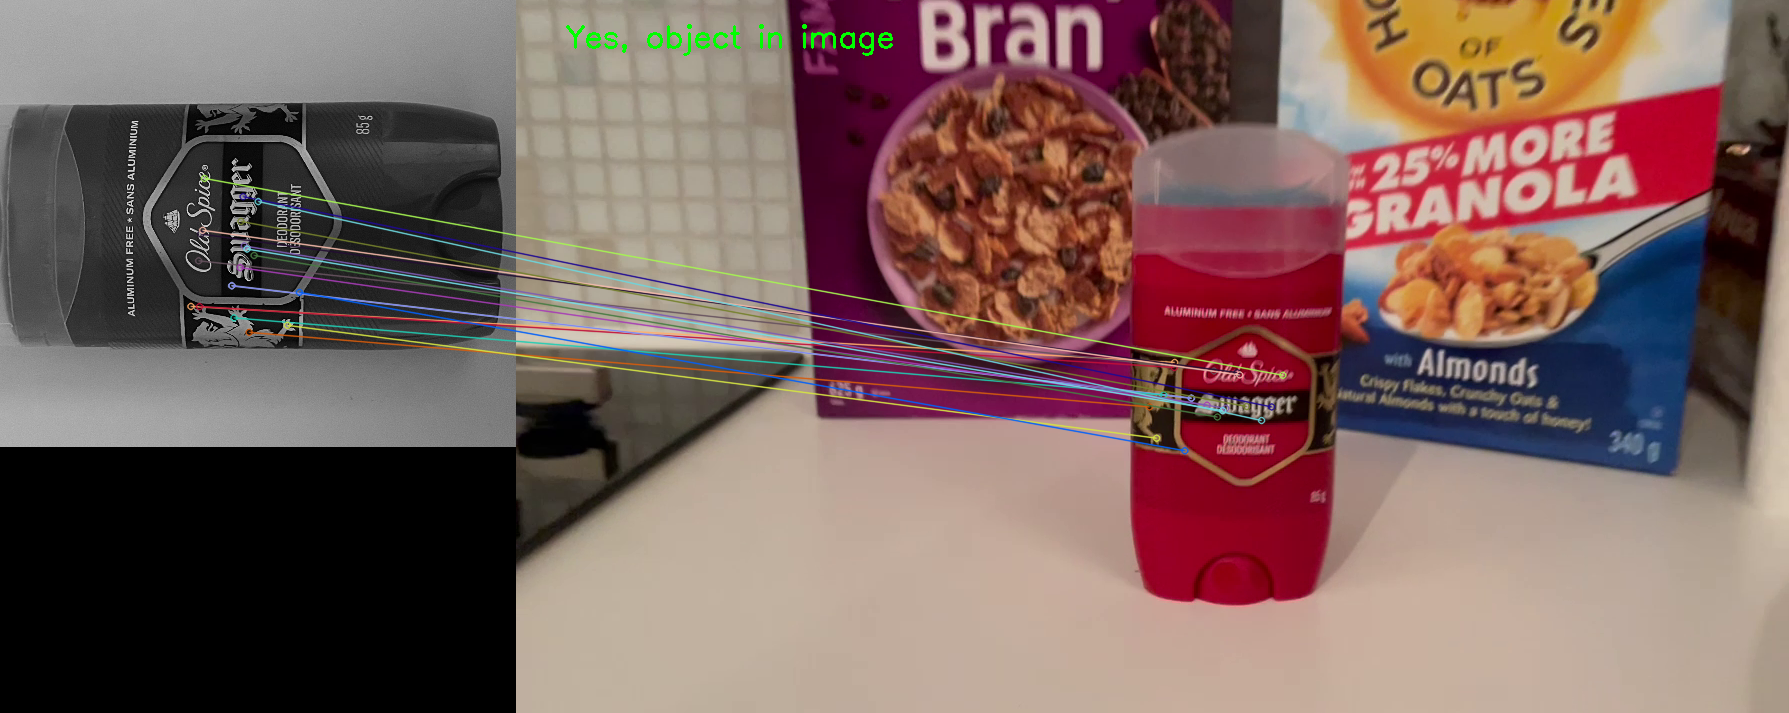 Yes, object in image
ALUMINUM FREE • SANS ALUMINIUM
Old Spice
Swagger
DEODORANT
DÉSODORISANT
85g
Bran
OF
OATS
25% MORE
GRANOLA
with Almonds
Crispy Flakes, Crunchy Oats &
Natural Almonds with a touch of honey!
340 g
ALUMINUM FREE • SANS ALUMINIUM
Old Spice
Swagger
DEODORANT
DÉSODORISANT
85g